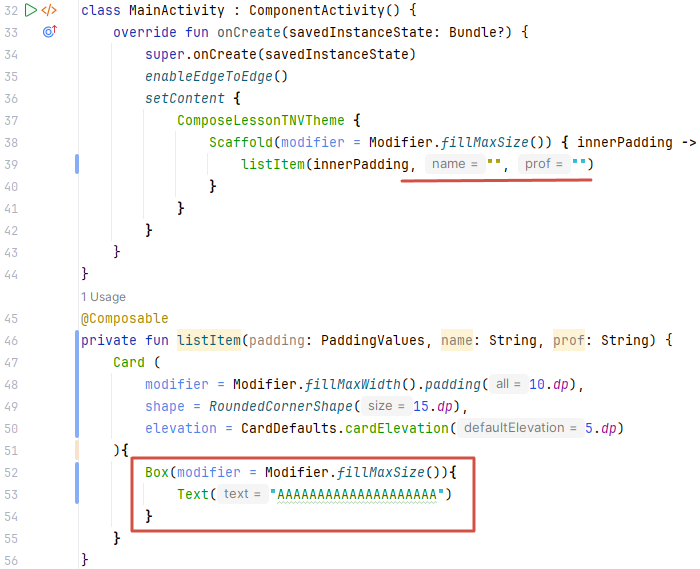 32 class MainActivity : ComponentActivity() {
33 override fun onCreate(savedInstanceState: Bundle?) {
34 super.onCreate(savedInstanceState)
35 enableEdgeToEdge()
36 setContent {
37 ComposeLessonTNVTheme {
38 Scaffold(modifier = Modifier.fillMaxSize()) { innerPadding ->
39 listItem(innerPadding, name = "", prof = "")
40 }
41 }
42 }
43 }
44 }
1 Usage
45 @Composable
46 private fun listItem(padding: PaddingValues, name: String, prof: String) {
47 Card (
48 modifier = Modifier.fillMaxWidth().padding( all = 10.dp),
49 shape = RoundedCornerShape( size = 15.dp),
50 elevation = CardDefaults.cardElevation( defaultElevation = 5.dp)
51 ){
52 Box(modifier = Modifier.fillMaxSize()){
53 Text( text = "AAAAAAAAAAAAAAAAAAAA")
54 }
55 }
56 }